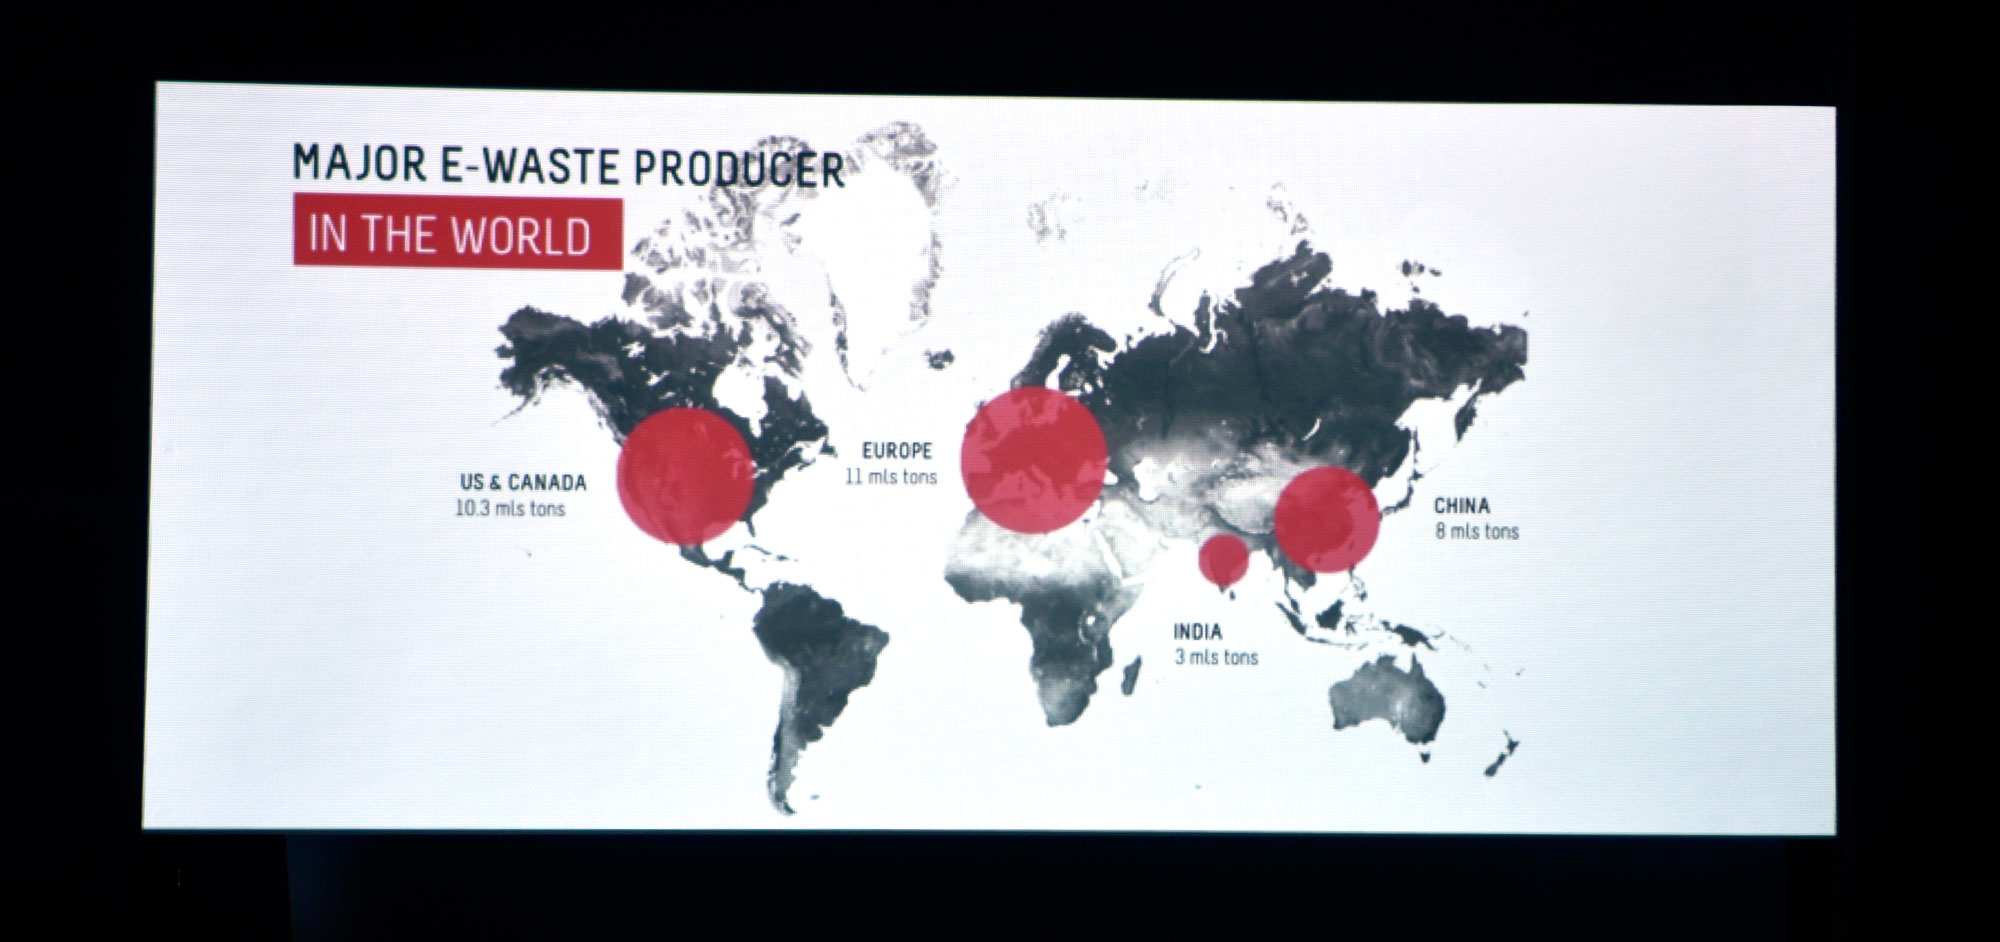 MAJOR E-WASTE PRODUCER
IN THE WORLD
US & CANADA
10.3 mls tons
EUROPE
11 mls tons
CHINA
8 mls tons
INDIA
3 mls tons